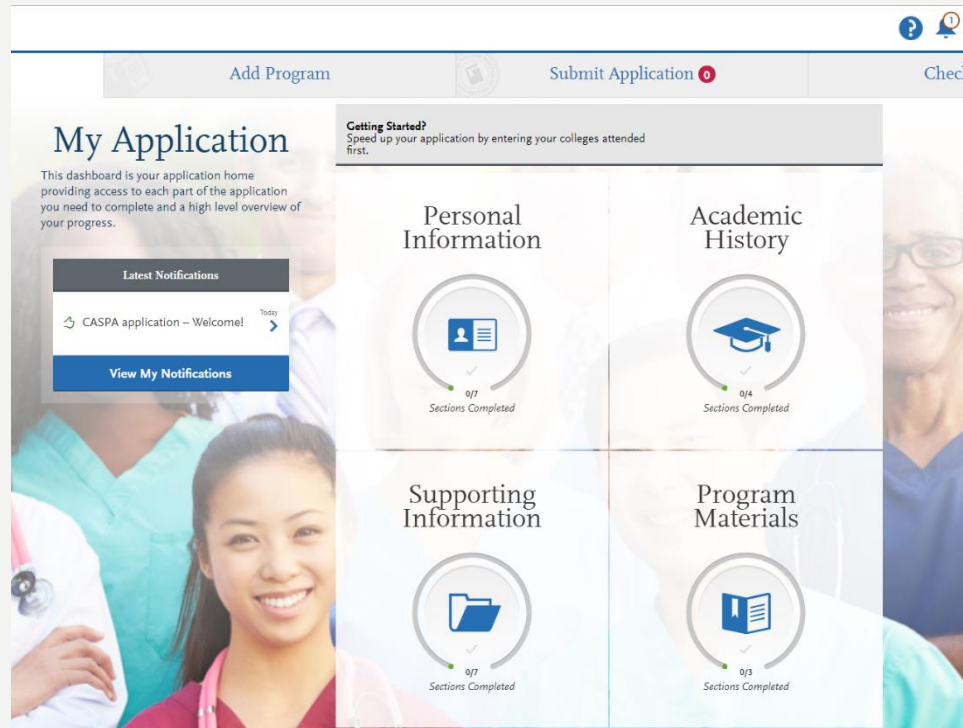 ?
1
Add Program
Submit Application 0
Chec
My Application
This dashboard is your application home
providing access to each part of the application
you need to complete and a high level overview of
your progress.
Latest Notifications
CASPA application – Welcome!
Today
View My Notifications
Getting Started?
Speed up your application by entering your colleges attended
first.
Personal
Information
0/7
Sections Completed
Academic
History
0/4
Sections Completed
Supporting
Information
0/7
Sections Completed
Program
Materials
0/3
Sections Completed